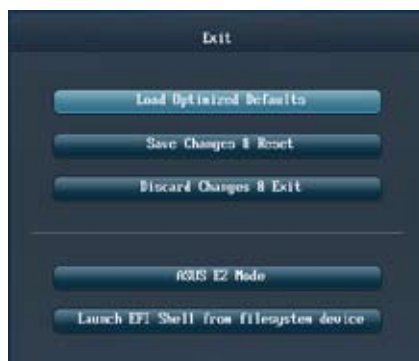 Exit
Load Optimized Defaults
Save Changes & Reset
Discard Changes & Exit
ASUS EZ Mode
Launch EFI Shell from filesystem device